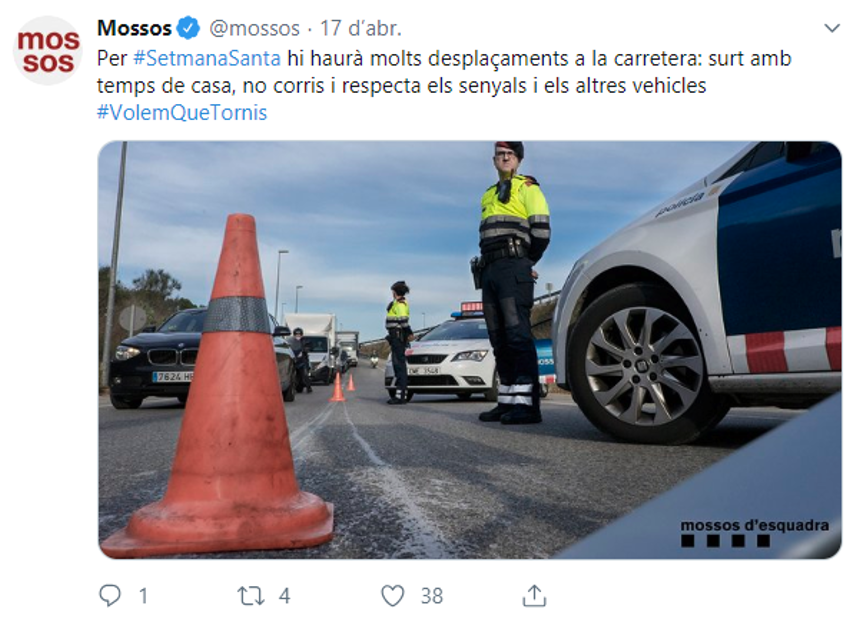 mos
sos
Mossos @mossos · 17 d'abr.
Per #SetmanaSanta hi haurà molts desplaçaments a la carretera: surt amb
temps de casa, no corris i respecta els senyals i els altres vehicles
#VolemQueTornis
policia
7624
mossos d'esquadra
1 4 38